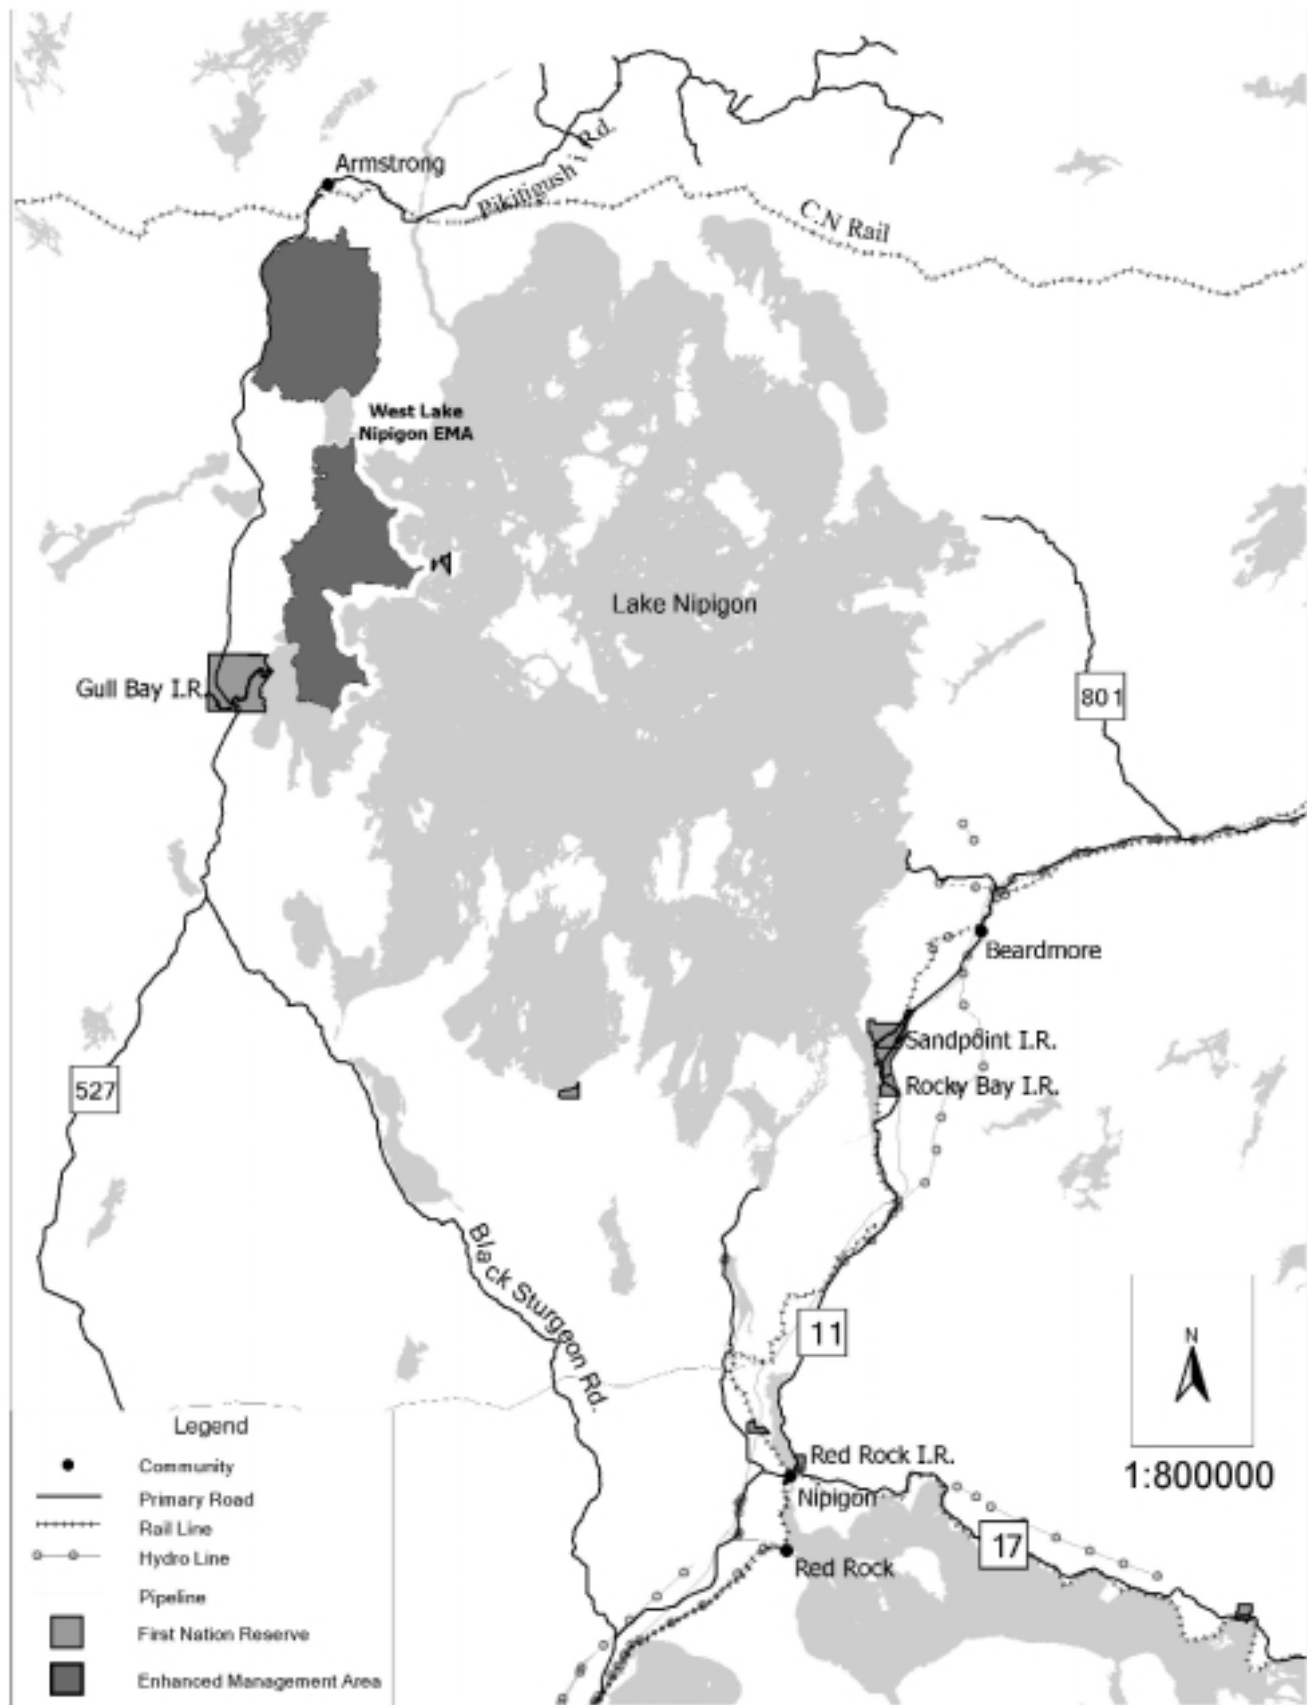 Armstrong
Pikitigushi Rd.
C.N Rail
West Lake
Nipigon EMA
Lake Nipigon
Gull Bay I.R.
801
Beardmore
Sandpoint I.R.
Rocky Bay I.R.
527
Black Sturgeon Rd.
11
N
1:800000
Red Rock I.R.
Nipigon
17
Red Rock
Legend
Community
Primary Road
Rail Line
Hydro Line
Pipeline
First Nation Reserve
Enhanced Management Area